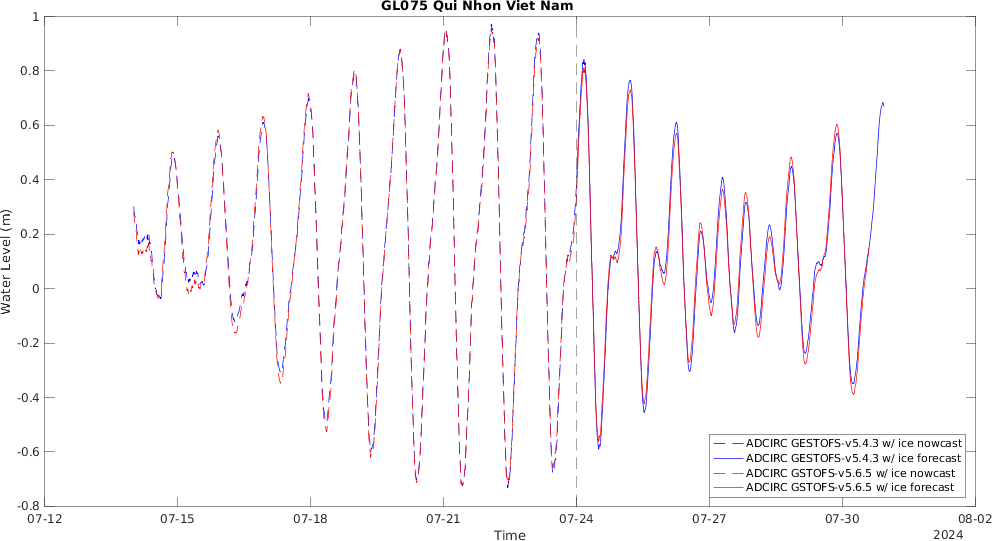 GL075 Qui Nhon Viet Nam
Water Level (m)
1
0.8
0.6
0.4
0.2
0
-0.2
-0.4
-0.6
-0.8
ADCIRC GESTOFS-v5.4.3 w/ ice nowcast
ADCIRC GESTOFS-v5.4.3 w/ ice forecast
ADCIRC GSTOFS-v5.6.5 w/ ice nowcast
ADCIRC GSTOFS-v5.6.5 w/ ice forecast
07-12 07-15 07-18 07-21 07-24 07-27 07-30 08-02
Time
2024